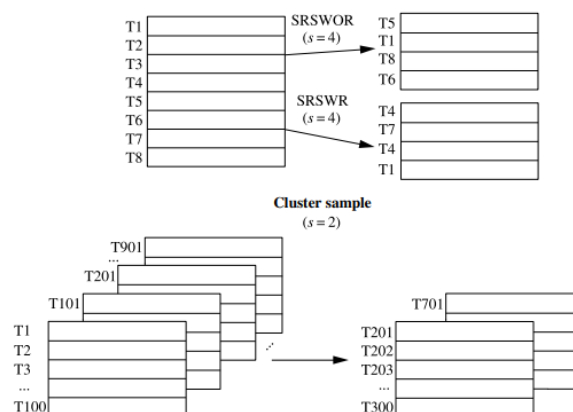 T1
T2
T3
T4
T5
T6
T7
T8
SRSWOR
(s = 4)
T5
T1
T8
T6
SRSWR
(s = 4)
T4
T7
T4
T1
Cluster sample
(s = 2)
T901
...
T201
T101
T1
T2
T3
...
T100
T701
T201
T202
T203
...
T300